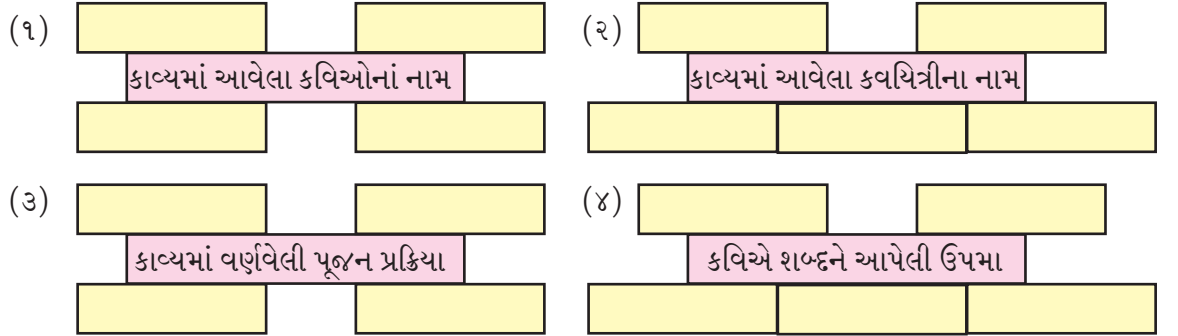 (૧) કાવ્યમાં આવેલા કવિઓનાં નામ
(૨) કાવ્યમાં આવેલા કવયિત્રીના નામ
(૩) કાવ્યમાં વર્ણવેલી પૂજન પ્રક્રિયા
(૪) કવિએ શબ્દને આપેલી ઉપમા